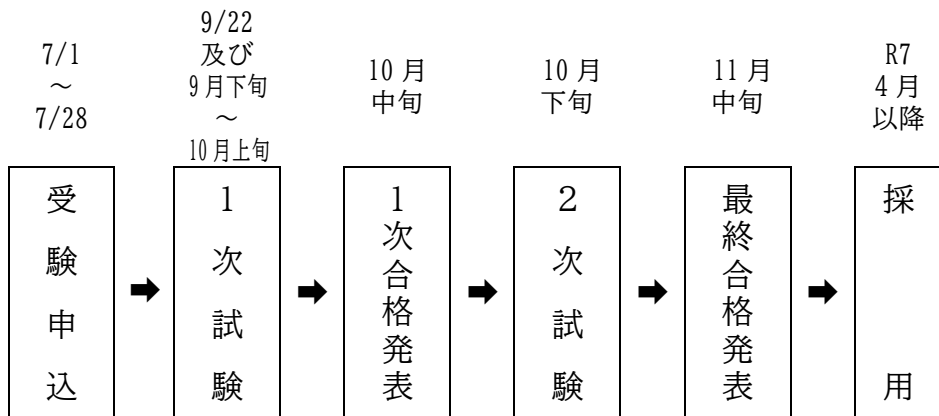 7/1
～
7/28
9/22
及び
9月下旬
～
10月上旬
10月
中旬
10月
下旬
11月
中旬
R7
4月
以降
受験申込
1次試験
1次合格発表
2次試験
最終合格発表
採用